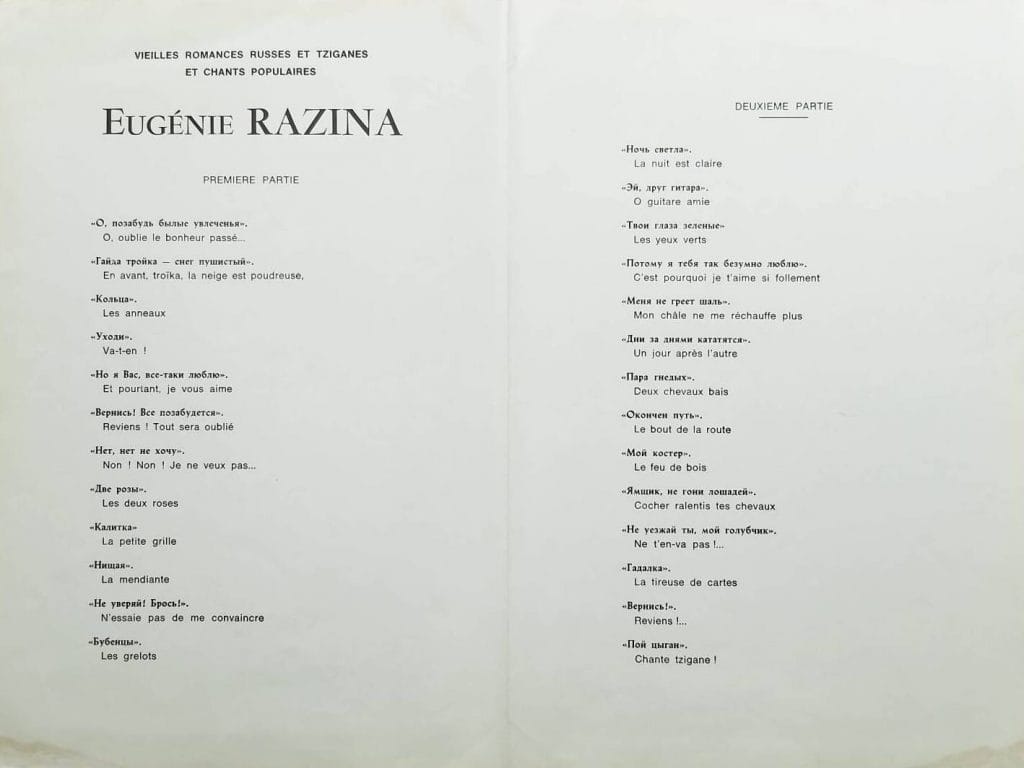 VIEILLES ROMANCES RUSSES ET TZIGANES
ET CHANTS POPULAIRES
EUGÉNIE RAZINA
PREMIERE PARTIE
«О, позабудь былые увлеченья».
O, oublie le bonheur passé...
«Гайда тройка — снег пушистый».
En avant, troïka, la neige est poudreuse,
«Кольца».
Les anneaux
«Уходи».
Va-t-en !
«Но я Вас, все-таки люблю».
Et pourtant, je vous aime
«Вернись! Все позабудется».
Reviens ! Tout sera oublié
«Нет, нет не хочу».
Non ! Non ! Je ne veux pas...
«Две розы».
Les deux roses
«Калитка»
La petite grille
«Нищая».
La mendiante
«Не уверяй! Брось!».
N'essaie pas de me convaincre
«Бубенцы».
Les grelots
DEUXIEME PARTIE
«Ночь светла».
La nuit est claire
«Эй, друг гитара».
O guitare amie
«Твои глаза зеленые»
Les yeux verts
«Потому я тебя так безумно люблю».
C'est pourquoi je t'aime si follement
«Меня не греет шаль».
Mon châle ne me réchauffe plus
«Дни за днями кататятся».
Un jour après l'autre
«Пара гнедых».
Deux chevaux bais
«Окончен путь».
Le bout de la route
«Мой костер».
Le feu de bois
«Ямщик, не гони лошадей».
Cocher ralentis tes chevaux
«Не уезжай ты, мой голубчик».
Ne t'en-va pas !...
«Гадалка».
La tireuse de cartes
«Вернись!».
Reviens !...
«Пой цыган».
Chante tzigane !